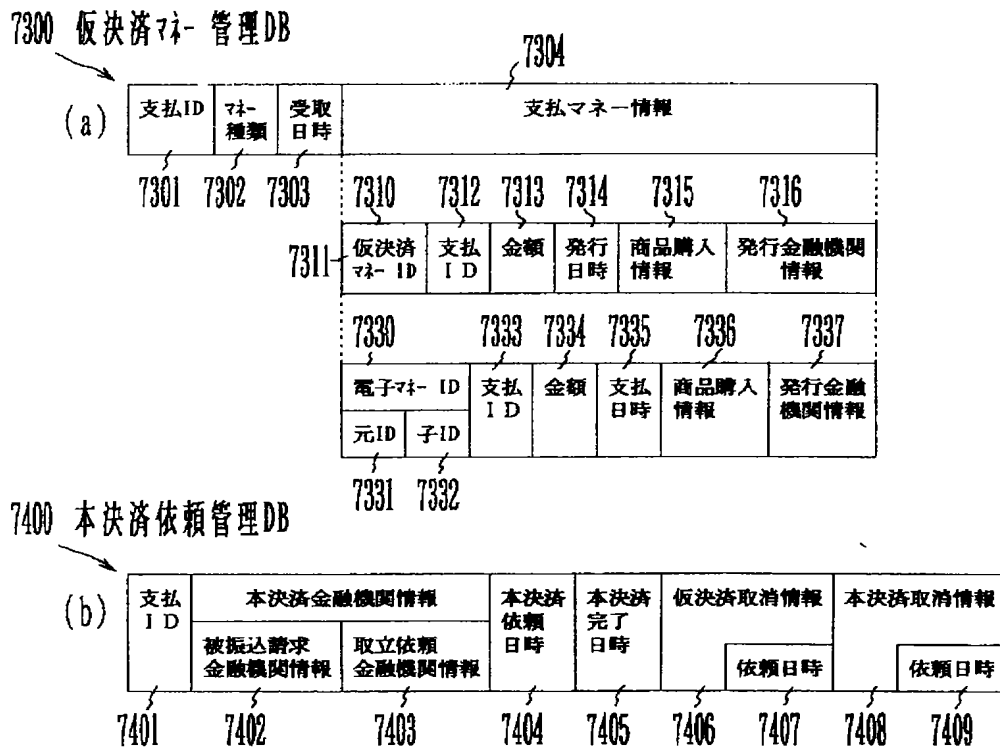 7300 仮決済ﾏﾈｰ管理DB
7304
(a)
支払ID
ﾏﾈｰ
種類
受取
日時
支払マネー情報
7301 7302 7303
7310 7312 7313 7314 7315 7316
7311
仮決済
ﾏﾈｰ ID
支払
ID
金額
発行
日時
商品購入
情報
発行金融機関
情報
7330 7333 7334 7335 7336 7337
電子ﾏﾈｰ ID
元ID
子ID
支払
ID
金額
支払
日時
商品購入
情報
発行金融
機関情報
7331 7332
7400 本決済依頼管理DB
(b)
支払
ID
本決済金融機関情報
被振込請求
金融機関情報
取立依頼
金融機関情報
本決済
依頼
日時
本決済
完了
日時
仮決済取消情報
依頼日時
本決済取消情報
依頼日時
7401 7402 7403 7404 7405 7406 7407 7408 7409